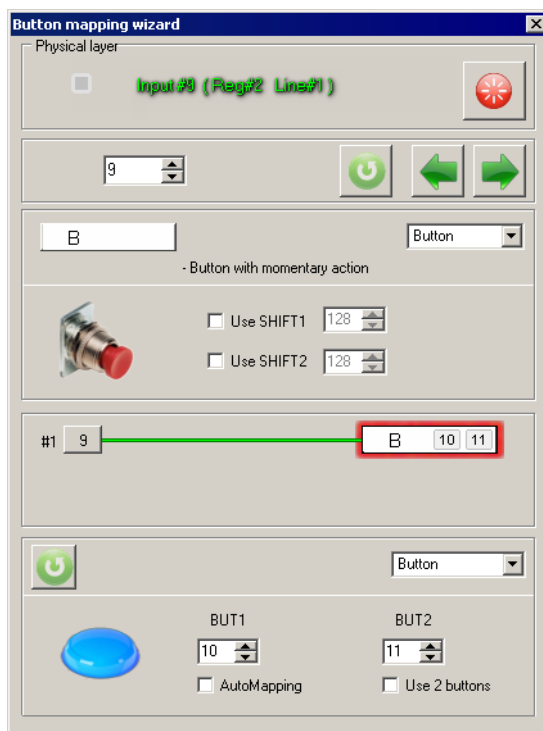 Button mapping wizard
Physical layer
Input#9 (Reg#2 Line#1)
9
B
Button
- Button with momentary action
Use SHIFT1 128
Use SHIFT2 128
#1 9 B 10 11
Button
BUT1 BUT2
10 11
AutoMapping Use 2 buttons